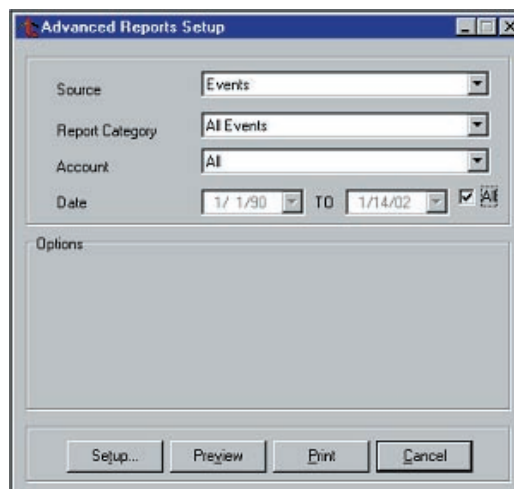 Advanced Reports Setup
Source Events
Report Category All Events
Account All
Date 1/ 1/90 TO 1/14/02 All
Options
Setup... Preview Print Cancel